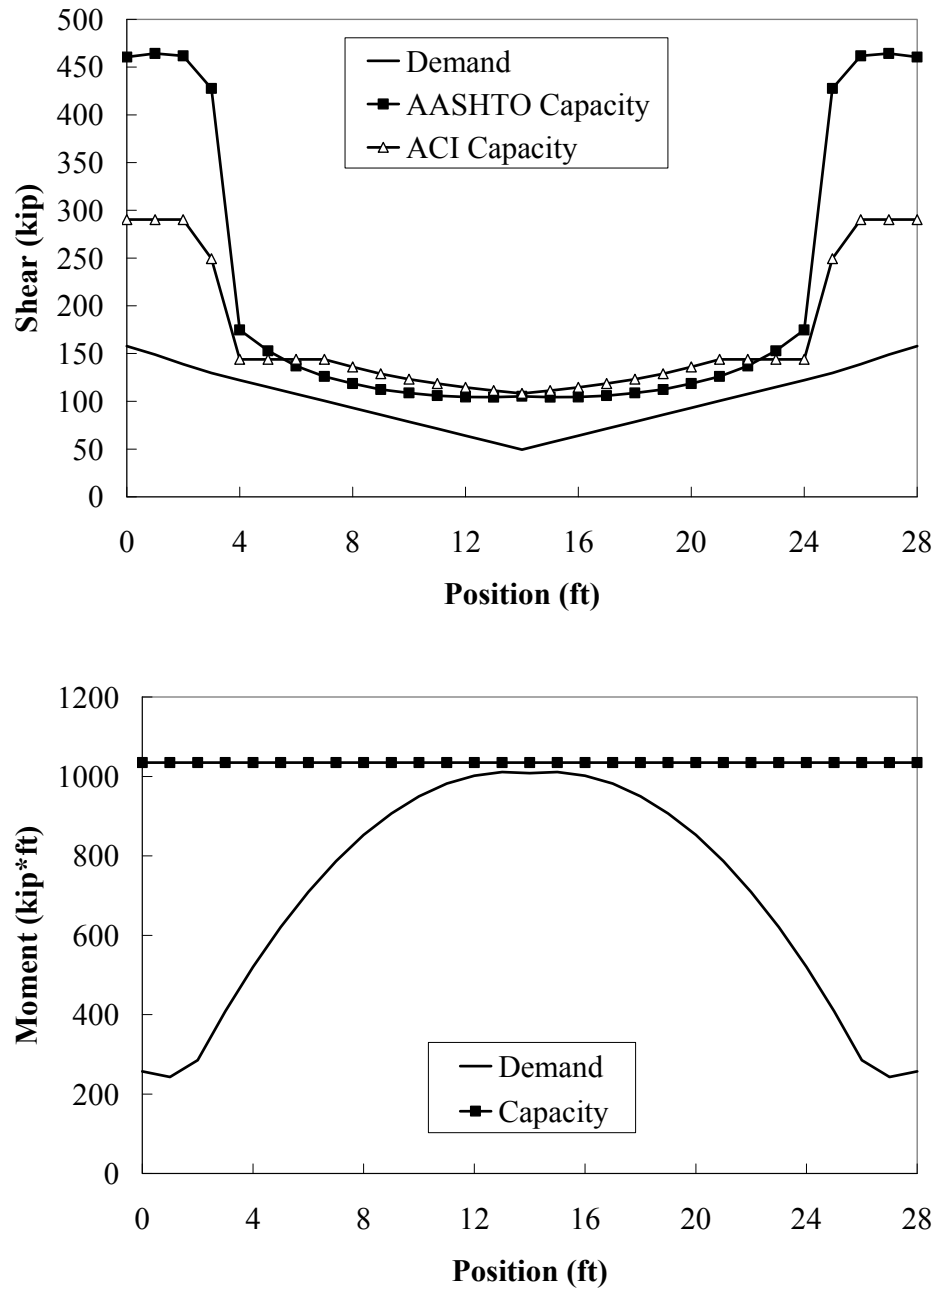 500
450
400
350
300
250
200
150
100
50
0
Shear (kip)
Demand
AASHTO Capacity
ACI Capacity
0 4 8 12 16 20 24 28
Position (ft)
1200
1000
800
600
400
200
0
Moment (kip*ft)
Demand
Capacity
0 4 8 12 16 20 24 28
Position (ft)